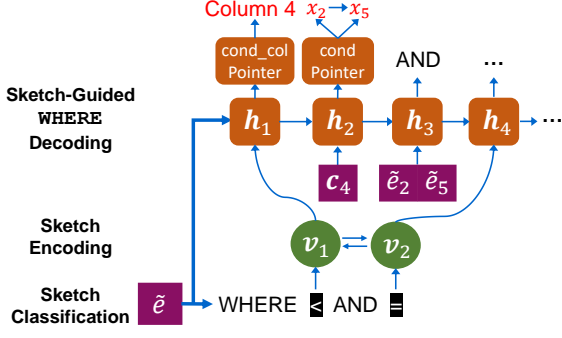 Column 4 x₂ → x₅
cond_col Pointer
cond Pointer
AND
...
Sketch-Guided
WHERE
Decoding
h₁
h₂
h₃
h₄
...
c₄
ẽ₂ ẽ₅
Sketch
Encoding
v₁
v₂
Sketch
Classification
ẽ
WHERE < AND =